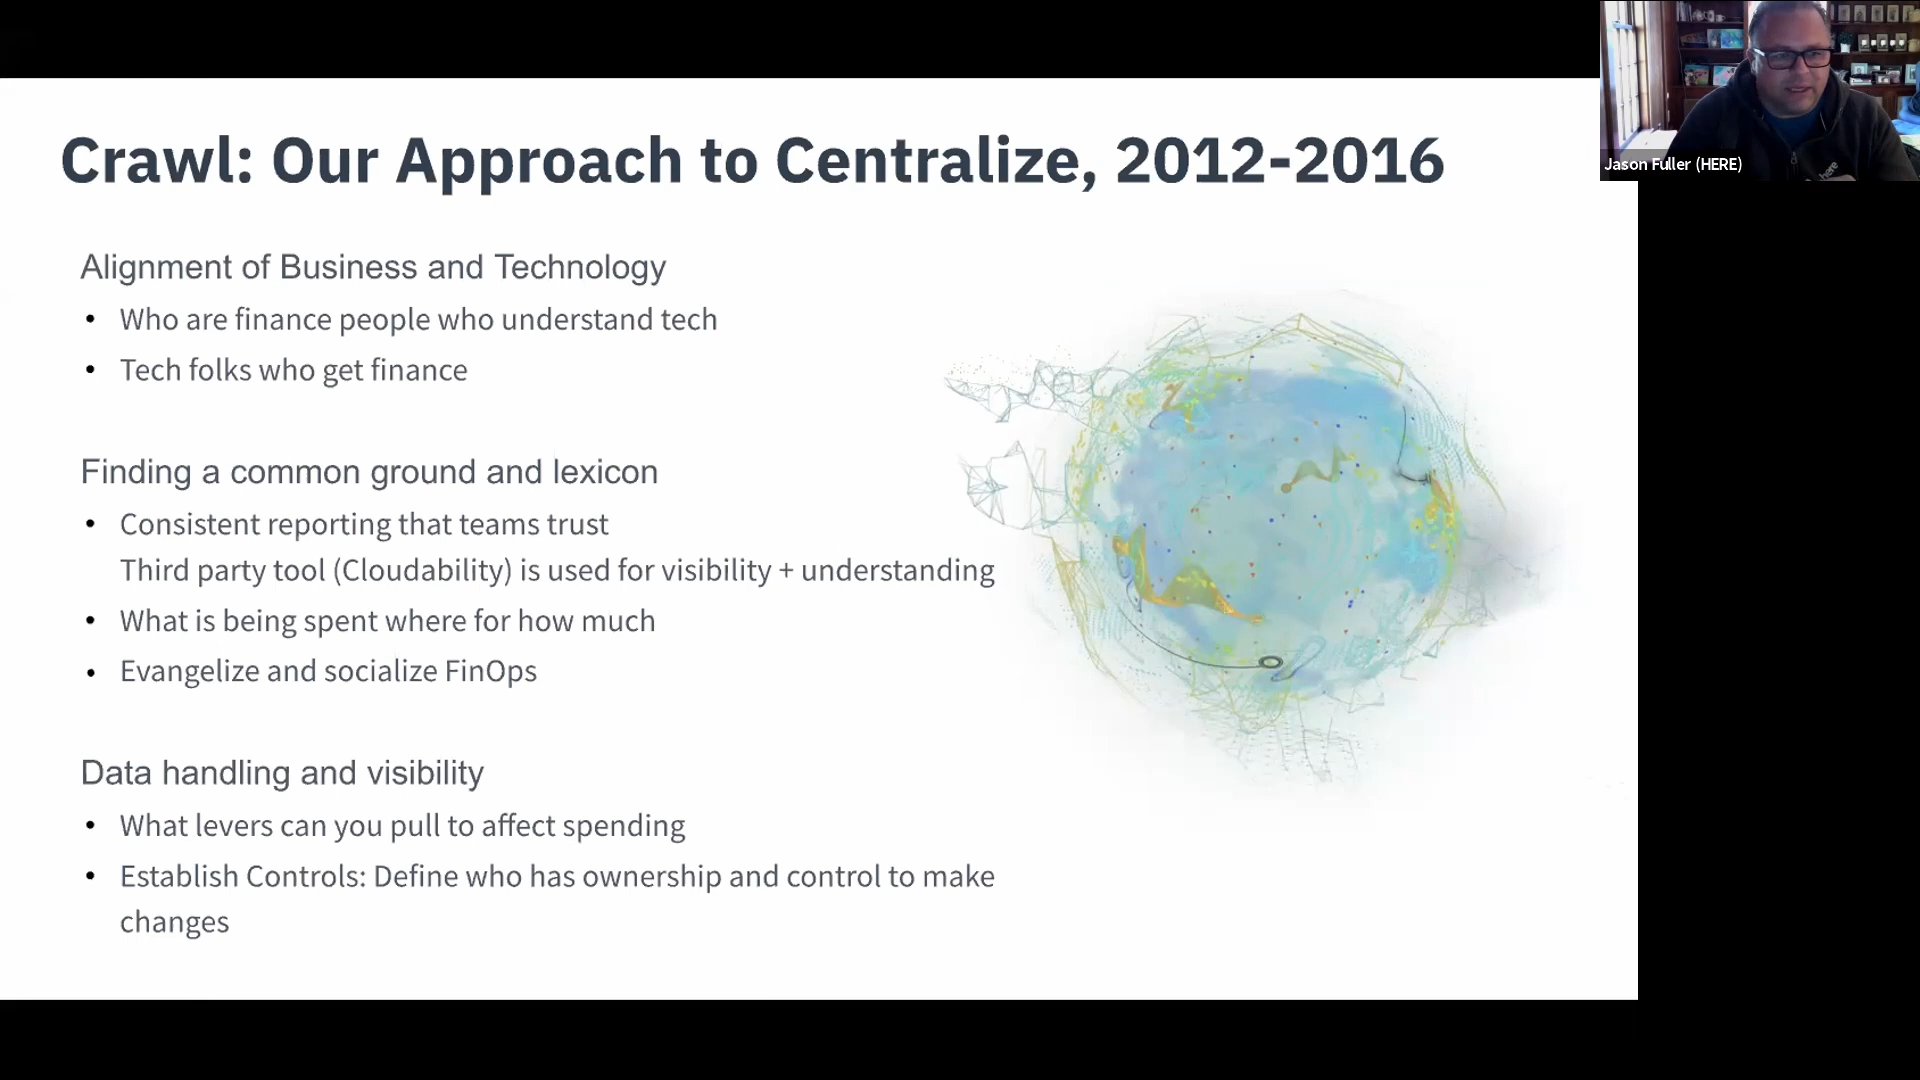 Crawl: Our Approach to Centralize, 2012-2016
Jason Fuller (HERE)
here
Alignment of Business and Technology
• Who are finance people who understand tech
• Tech folks who get finance
Finding a common ground and lexicon
• Consistent reporting that teams trust
Third party tool (Cloudability) is used for visibility + understanding
• What is being spent where for how much
• Evangelize and socialize FinOps
Data handling and visibility
• What levers can you pull to affect spending
• Establish Controls: Define who has ownership and control to make
changes